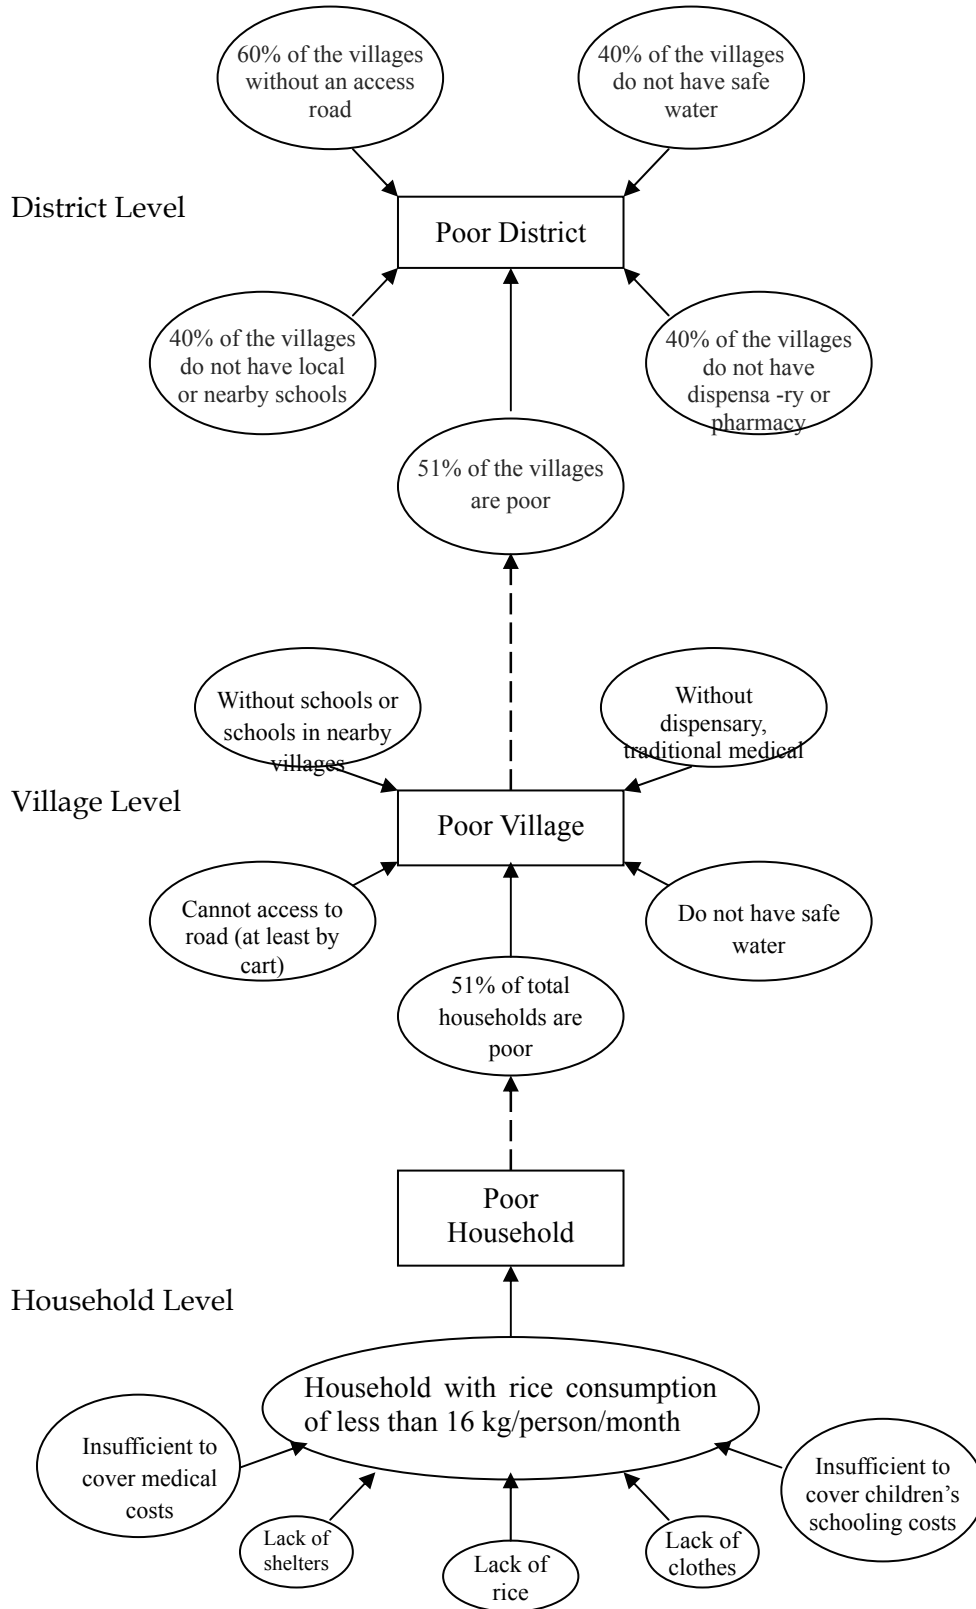 60% of the villages
without an access
road
40% of the villages
do not have safe
water
District Level
Poor District
40% of the villages
do not have local
or nearby schools
40% of the villages
do not have
dispensa -ry or
pharmacy
51% of the villages
are poor
Without schools or
schools in nearby
villages
Without
dispensary,
traditional medical
Village Level
Poor Village
Cannot access to
road (at least by
cart)
Do not have safe
water
51% of total
households are
poor
Poor
Household
Household Level
Household with rice consumption
of less than 16 kg/person/month
Insufficient to
cover medical
costs
Insufficient to
cover children’s
schooling costs
Lack of
shelters
Lack of
rice
Lack of
clothes